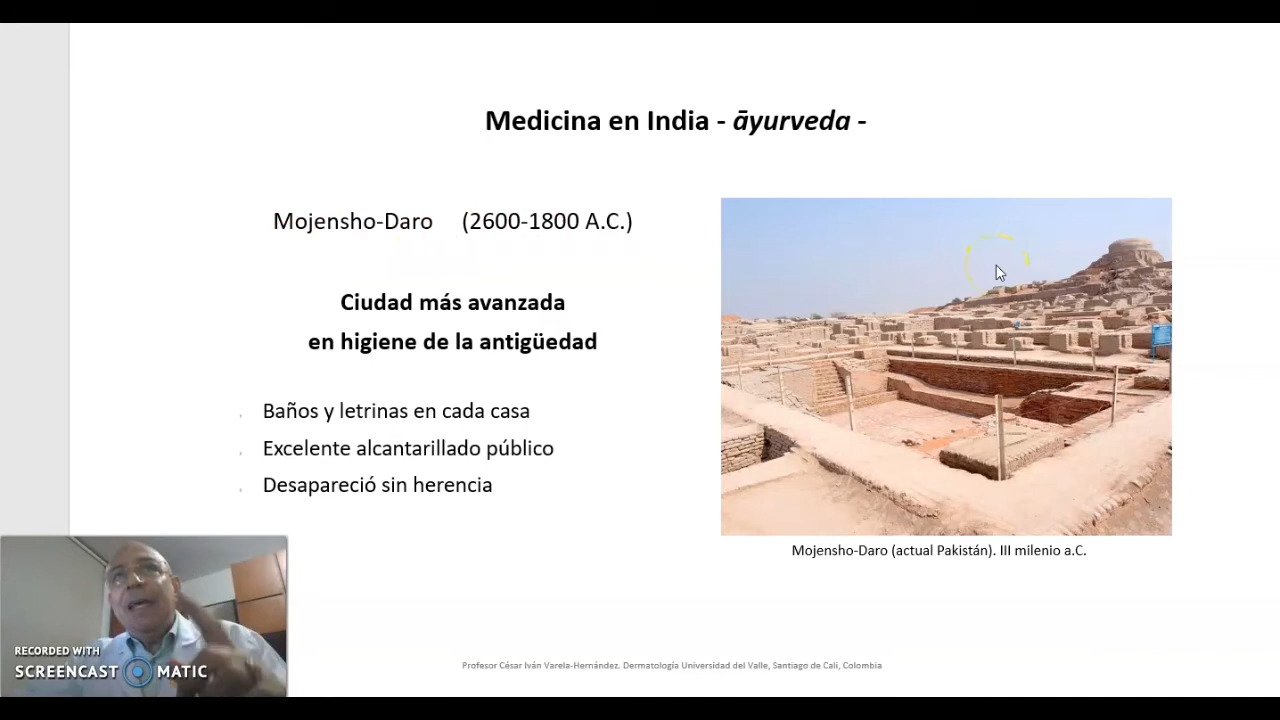 Medicina en India - āyurveda -
Mojensho-Daro (2600-1800 A.C.)
Ciudad más avanzada
en higiene de la antigüedad
Baños y letrinas en cada casa
Excelente alcantarillado público
Desapareció sin herencia
Mojensho-Daro (actual Pakistán). III milenio a.C.
RECORDED WITH
SCREENCAST MATIC
Profesor César Iván Varela-Hernández. Dermatología Universidad del Valle, Santiago de Cali, Colombia